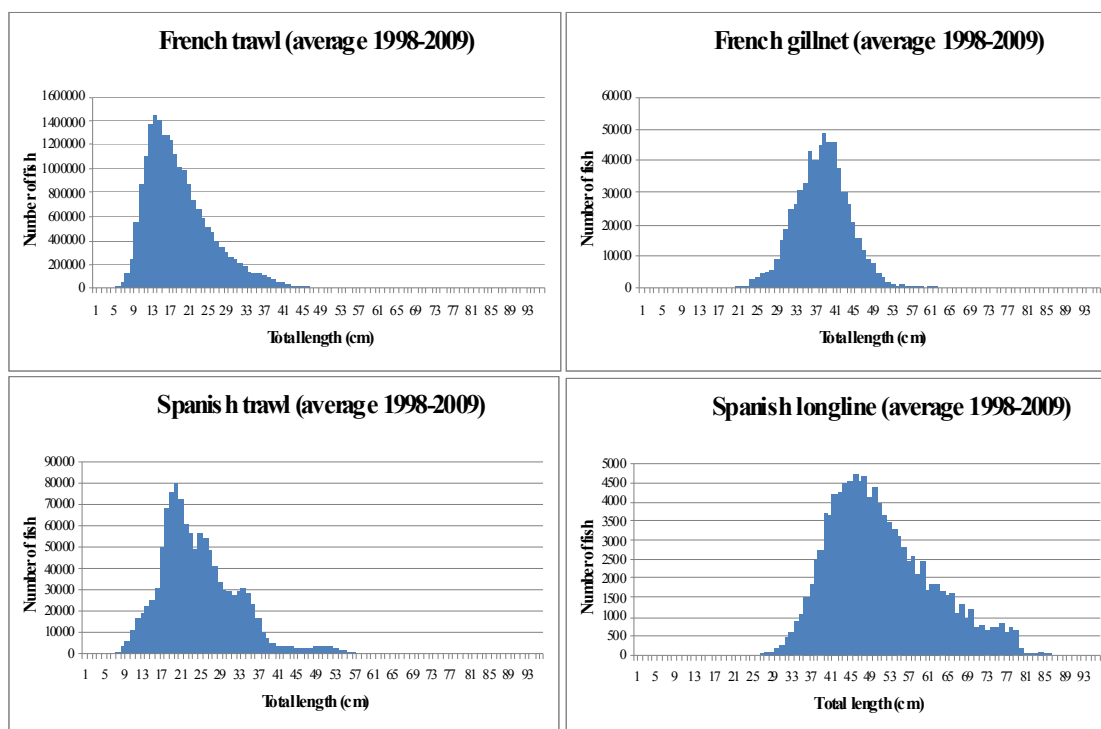 French trawl (average 1998-2009)
Number of fish
1600000
1400000
1200000
1000000
800000
600000
400000
200000
0
1 5 9 13 17 21 25 29 33 37 41 45 49 53 57 61 65 69 73 77 81 85 89 93
Total length (cm)
French gillnet (average 1998-2009)
Number of fish
60000
50000
40000
30000
20000
10000
0
1 5 9 13 17 21 25 29 33 37 41 45 49 53 57 61 65 69 73 77 81 85 89 93
Total length (cm)
Spanish trawl (average 1998-2009)
Number of fish
90000
80000
70000
60000
50000
40000
30000
20000
10000
0
1 5 9 13 17 21 25 29 33 37 41 45 49 53 57 61 65 69 73 77 81 85 89 93
Total length (cm)
Spanish longline (average 1998-2009)
Number of fish
5000
4500
4000
3500
3000
2500
2000
1500
1000
500
0
1 5 9 13 17 21 25 29 33 37 41 45 49 53 57 61 65 69 73 77 81 85 89 93
Total length (cm)